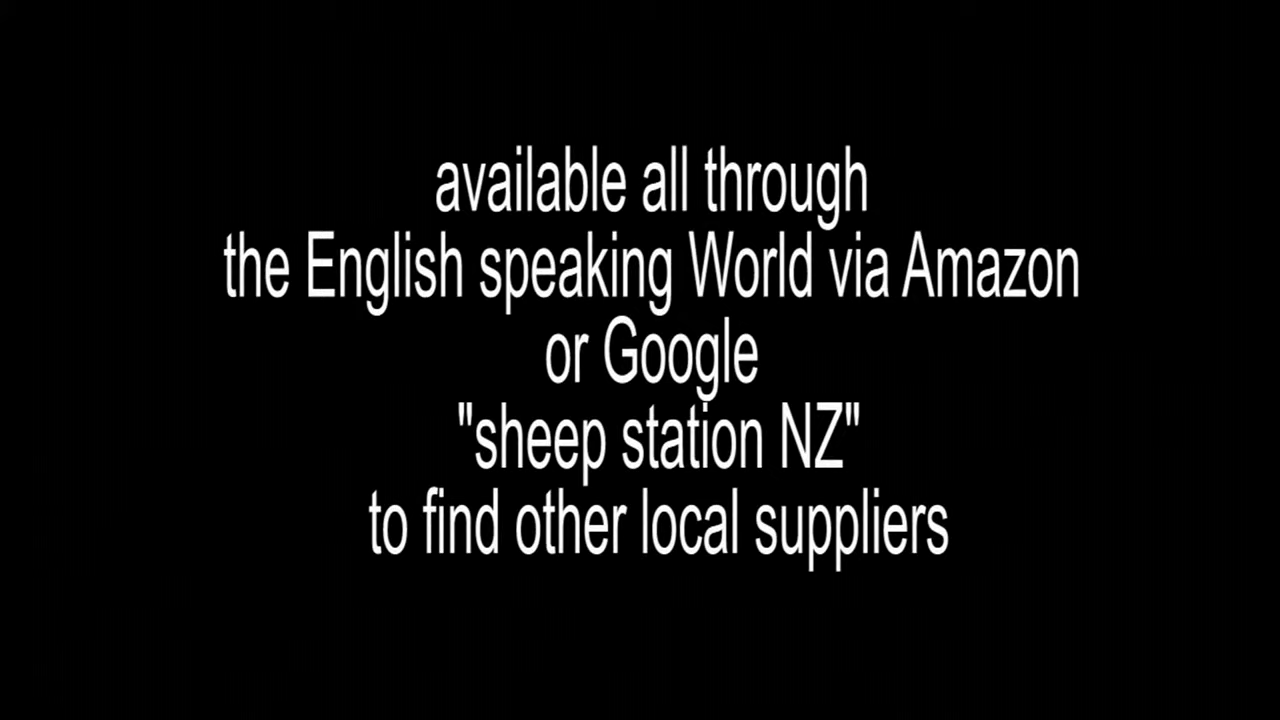 available all through
the English speaking World via Amazon
or Google
"sheep station NZ"
to find other local suppliers